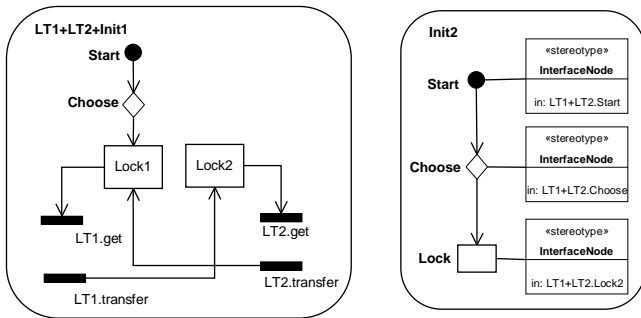 LT1+LT2+Init1
Start
Choose
Lock1
Lock2
LT1.get
LT2.get
LT1.transfer
LT2.transfer
Init2
Start
«stereotype»
InterfaceNode
in: LT1+LT2.Start
Choose
«stereotype»
InterfaceNode
in: LT1+LT2.Choose
Lock
«stereotype»
InterfaceNode
in: LT1+LT2.Lock2